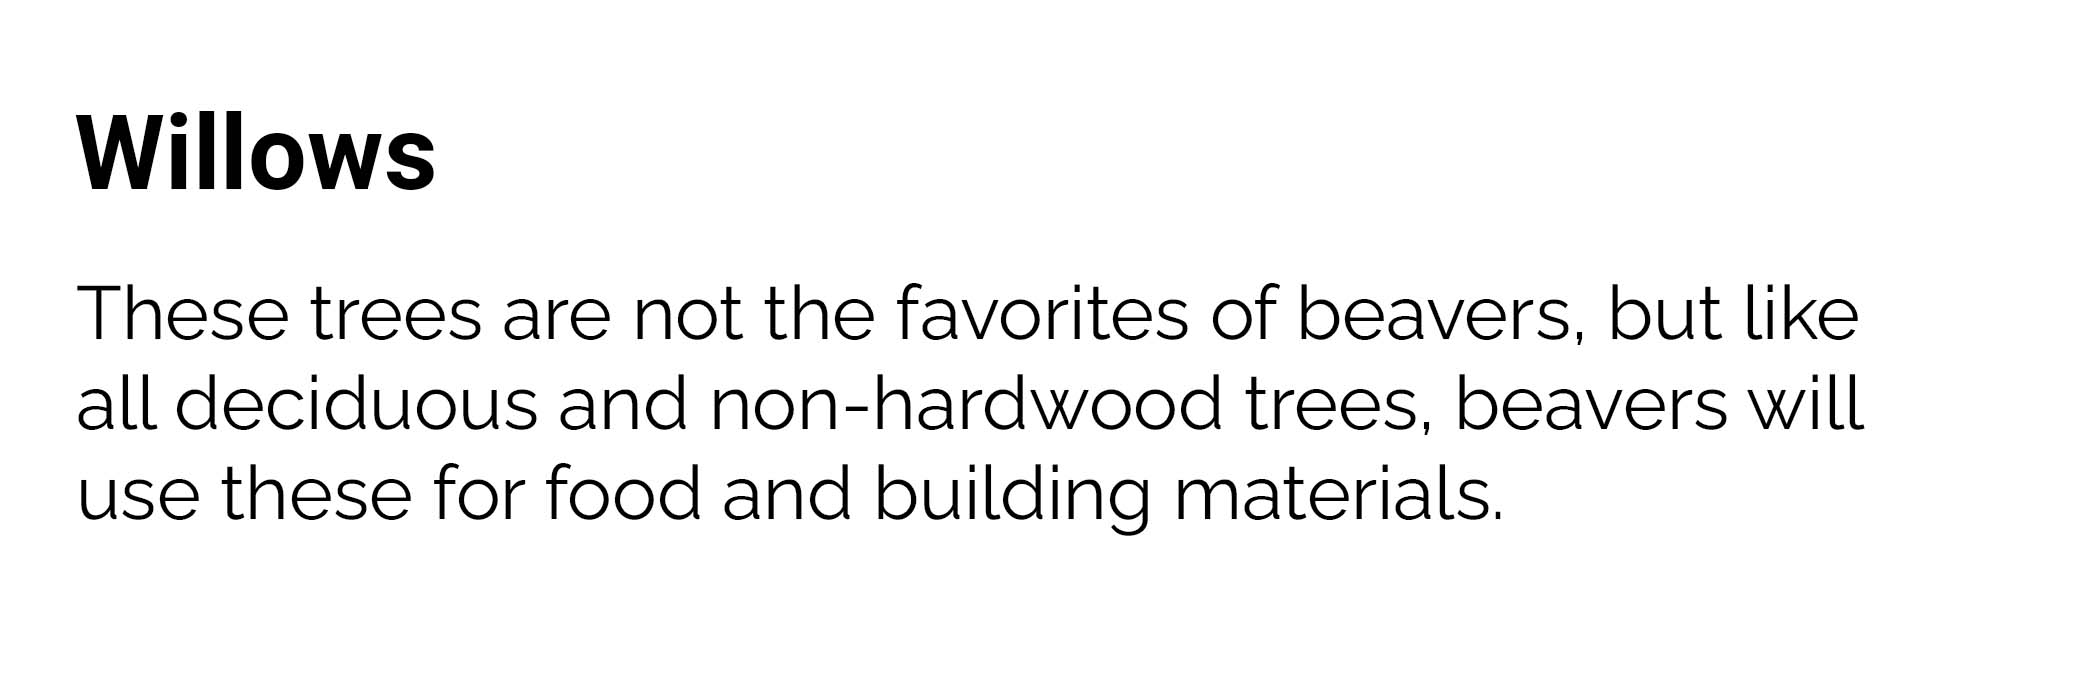 Willows
These trees are not the favorites of beavers, but like
all deciduous and non-hardwood trees, beavers will
use these for food and building materials.